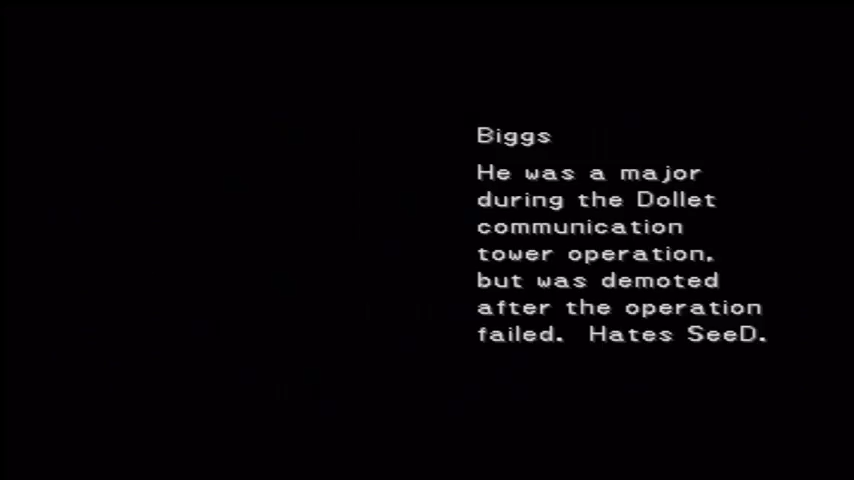 Biggs
He was a major
during the Dollet
communication
tower operation,
but was demoted
after the operation
failed.  Hates SeeD.